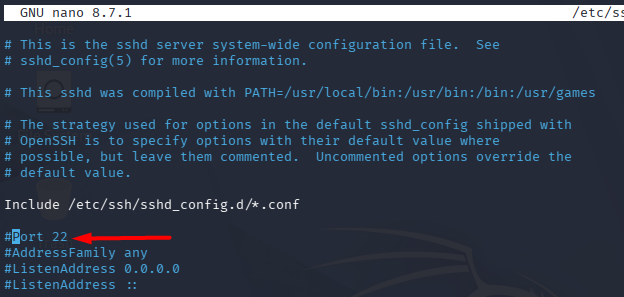 GNU nano 8.7.1 /etc/ss
# This is the sshd server system-wide configuration file.  See
# sshd_config(5) for more information.
# This sshd was compiled with PATH=/usr/local/bin:/usr/bin:/bin:/usr/games
# The strategy used for options in the default sshd_config shipped with
# OpenSSH is to specify options with their default value where
# possible, but leave them commented.  Uncommented options override the
# default value.
Include /etc/ssh/sshd_config.d/*.conf
#Port 22
#AddressFamily any
#ListenAddress 0.0.0.0
#ListenAddress ::